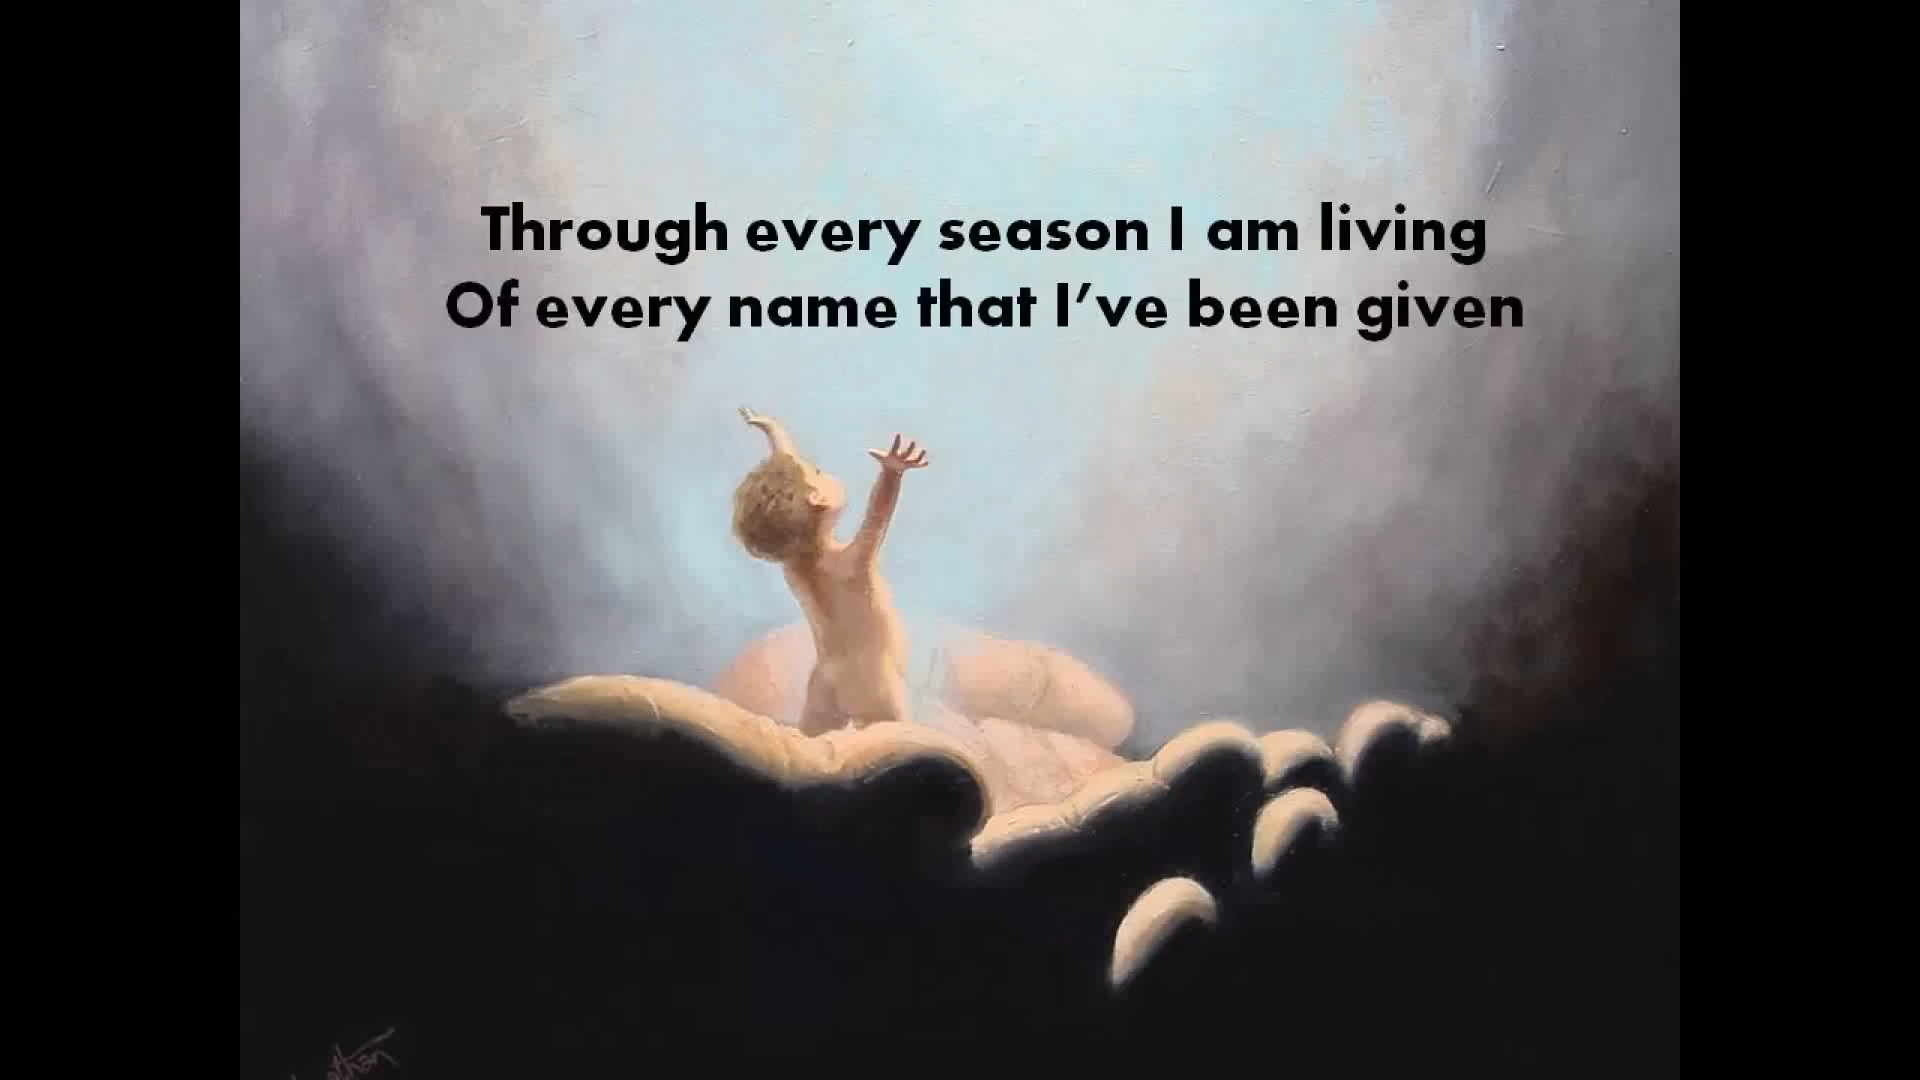 Through every season I am living
Of every name that I’ve been given